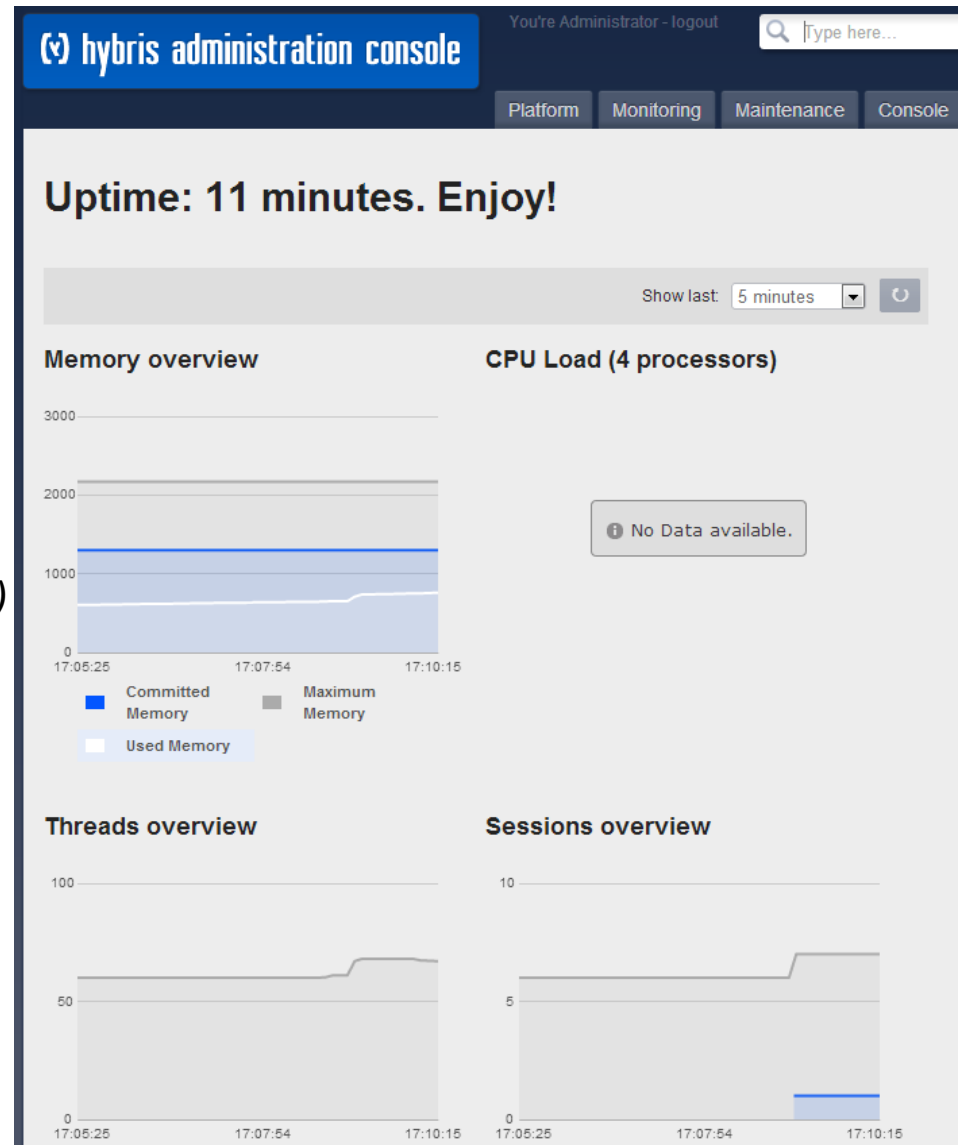 You're Administrator - logout
Type here...
(y) hybris administration console
Platform Monitoring Maintenance Console
Uptime: 11 minutes. Enjoy!
Show last: 5 minutes
Memory overview
3000
2000
1000
0
17:05:25 17:07:54 17:10:15
Committed Memory
Maximum Memory
Used Memory
CPU Load (4 processors)
No Data available.
)
Threads overview
100
50
0
17:05:25 17:07:54 17:10:15
Sessions overview
10
5
0
17:05:25 17:07:54 17:10:15